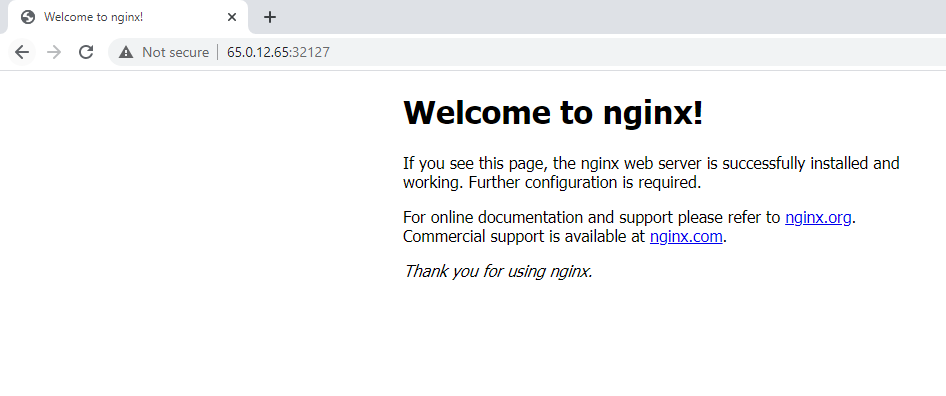 Welcome to nginx!
Not secure 65.0.12.65:32127
Welcome to nginx!
If you see this page, the nginx web server is successfully installed and
working. Further configuration is required.
For online documentation and support please refer to nginx.org.
Commercial support is available at nginx.com.
Thank you for using nginx.